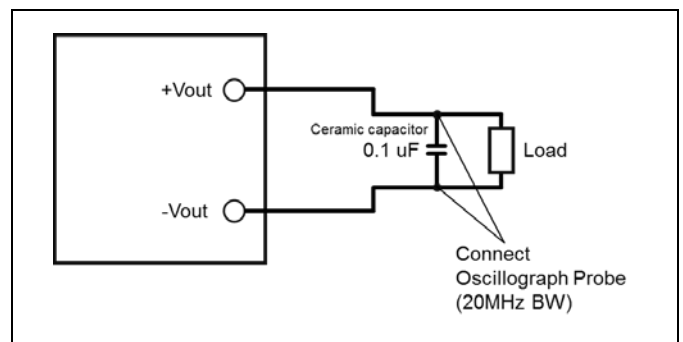 +Vout
Ceramic capacitor
0.1 uF
Load
-Vout
Connect
Oscillograph Probe
(20MHz BW)